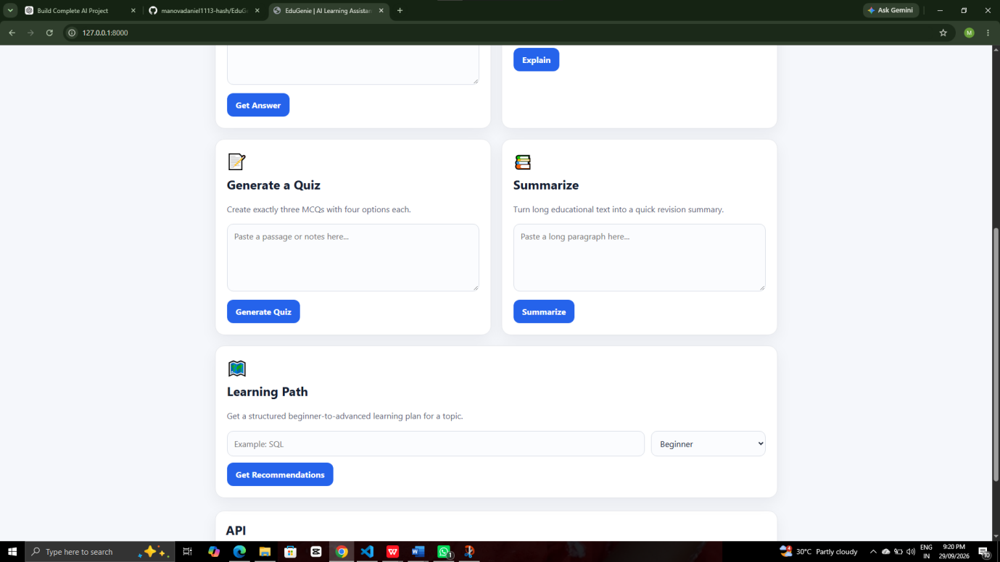 Build Complete AI Project
manovadaniel1113-hash/EduGe
EduGenie | AI Learning Assistan
Ask Gemini
127.0.0.1:8000
M
Explain
Get Answer
Generate a Quiz
Create exactly three MCQs with four options each.
Paste a passage or notes here...
Generate Quiz
Summarize
Turn long educational text into a quick revision summary.
Paste a long paragraph here...
Summarize
Learning Path
Get a structured beginner-to-advanced learning plan for a topic.
Example: SQL
Beginner
Get Recommendations
API
Type here to search
1
30°C Partly cloudy
ENG
IN
9:20 PM
29/09/2026
10